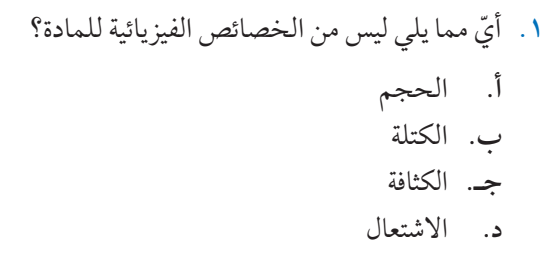 ١. أيّ مما يلي ليس من الخصائص الفيزيائية للمادة؟
أ. الحجم
ب. الكتلة
جـ. الكثافة
د. الاشتعال